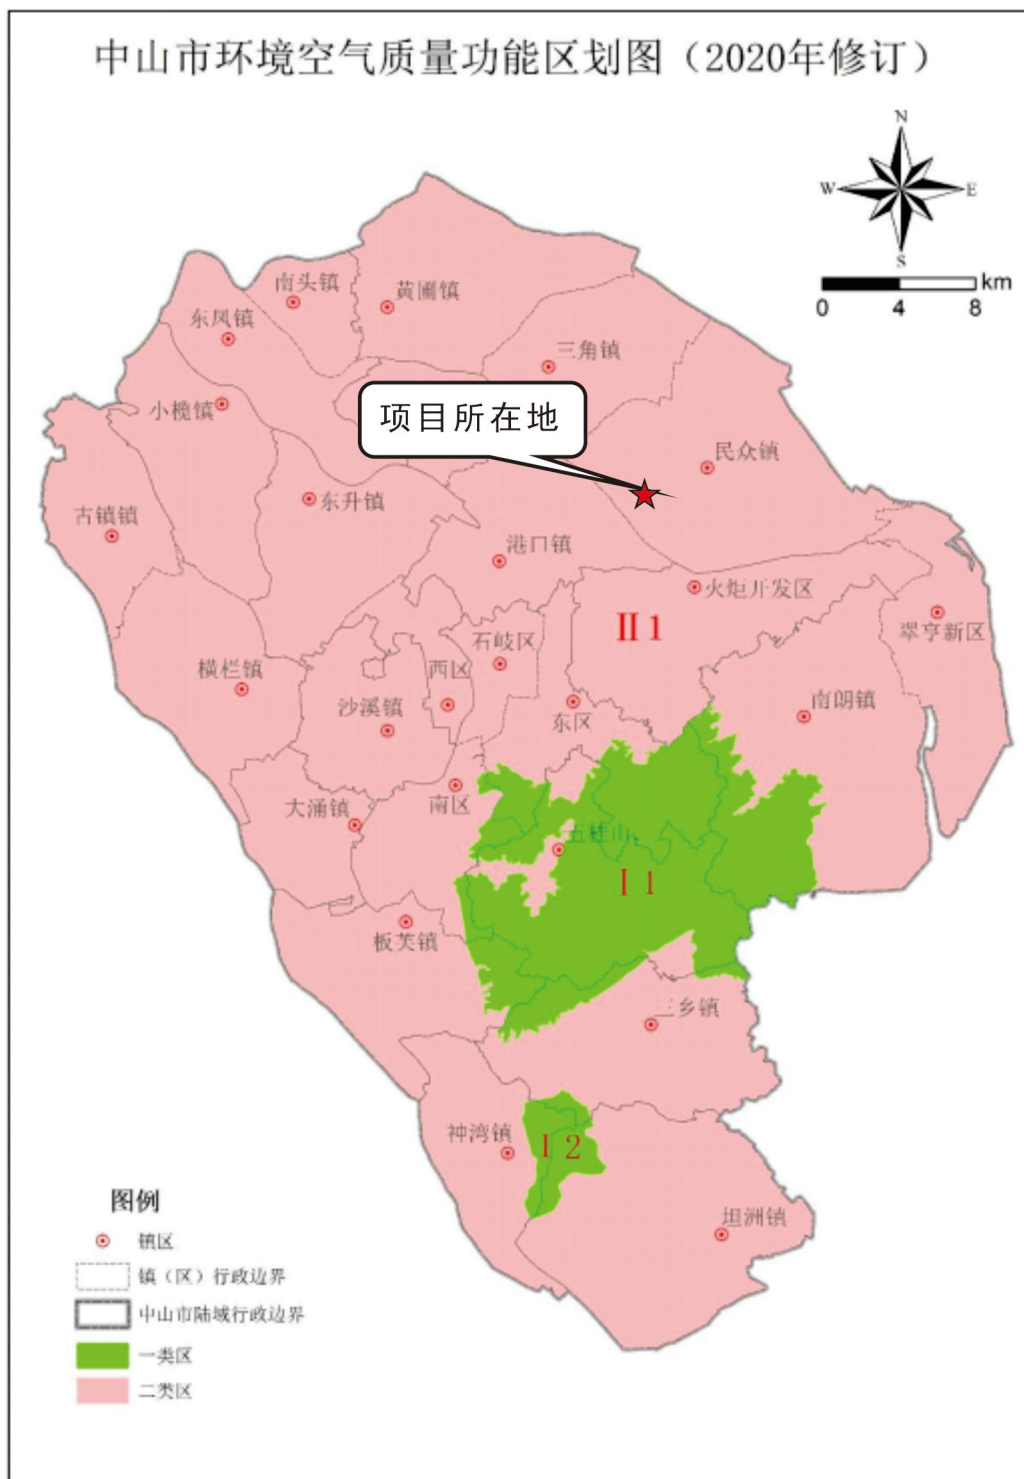 中山市环境空气质量功能区划图（2020年修订）
N
W
E
S
km
0
4
8
南头镇
黄圃镇
东凤镇
三角镇
小榄镇
项目所在地
民众镇
东升镇
古镇镇
港口镇
火炬开发区
II 1
翠亨新区
石岐区
西区
横栏镇
沙溪镇
东区
南朗镇
大涌镇
南区
五桂山
I 1
板芙镇
三乡镇
神湾镇
I 2
坦洲镇
图例
镇区
镇（区）行政边界
中山市陆域行政边界
一类区
二类区